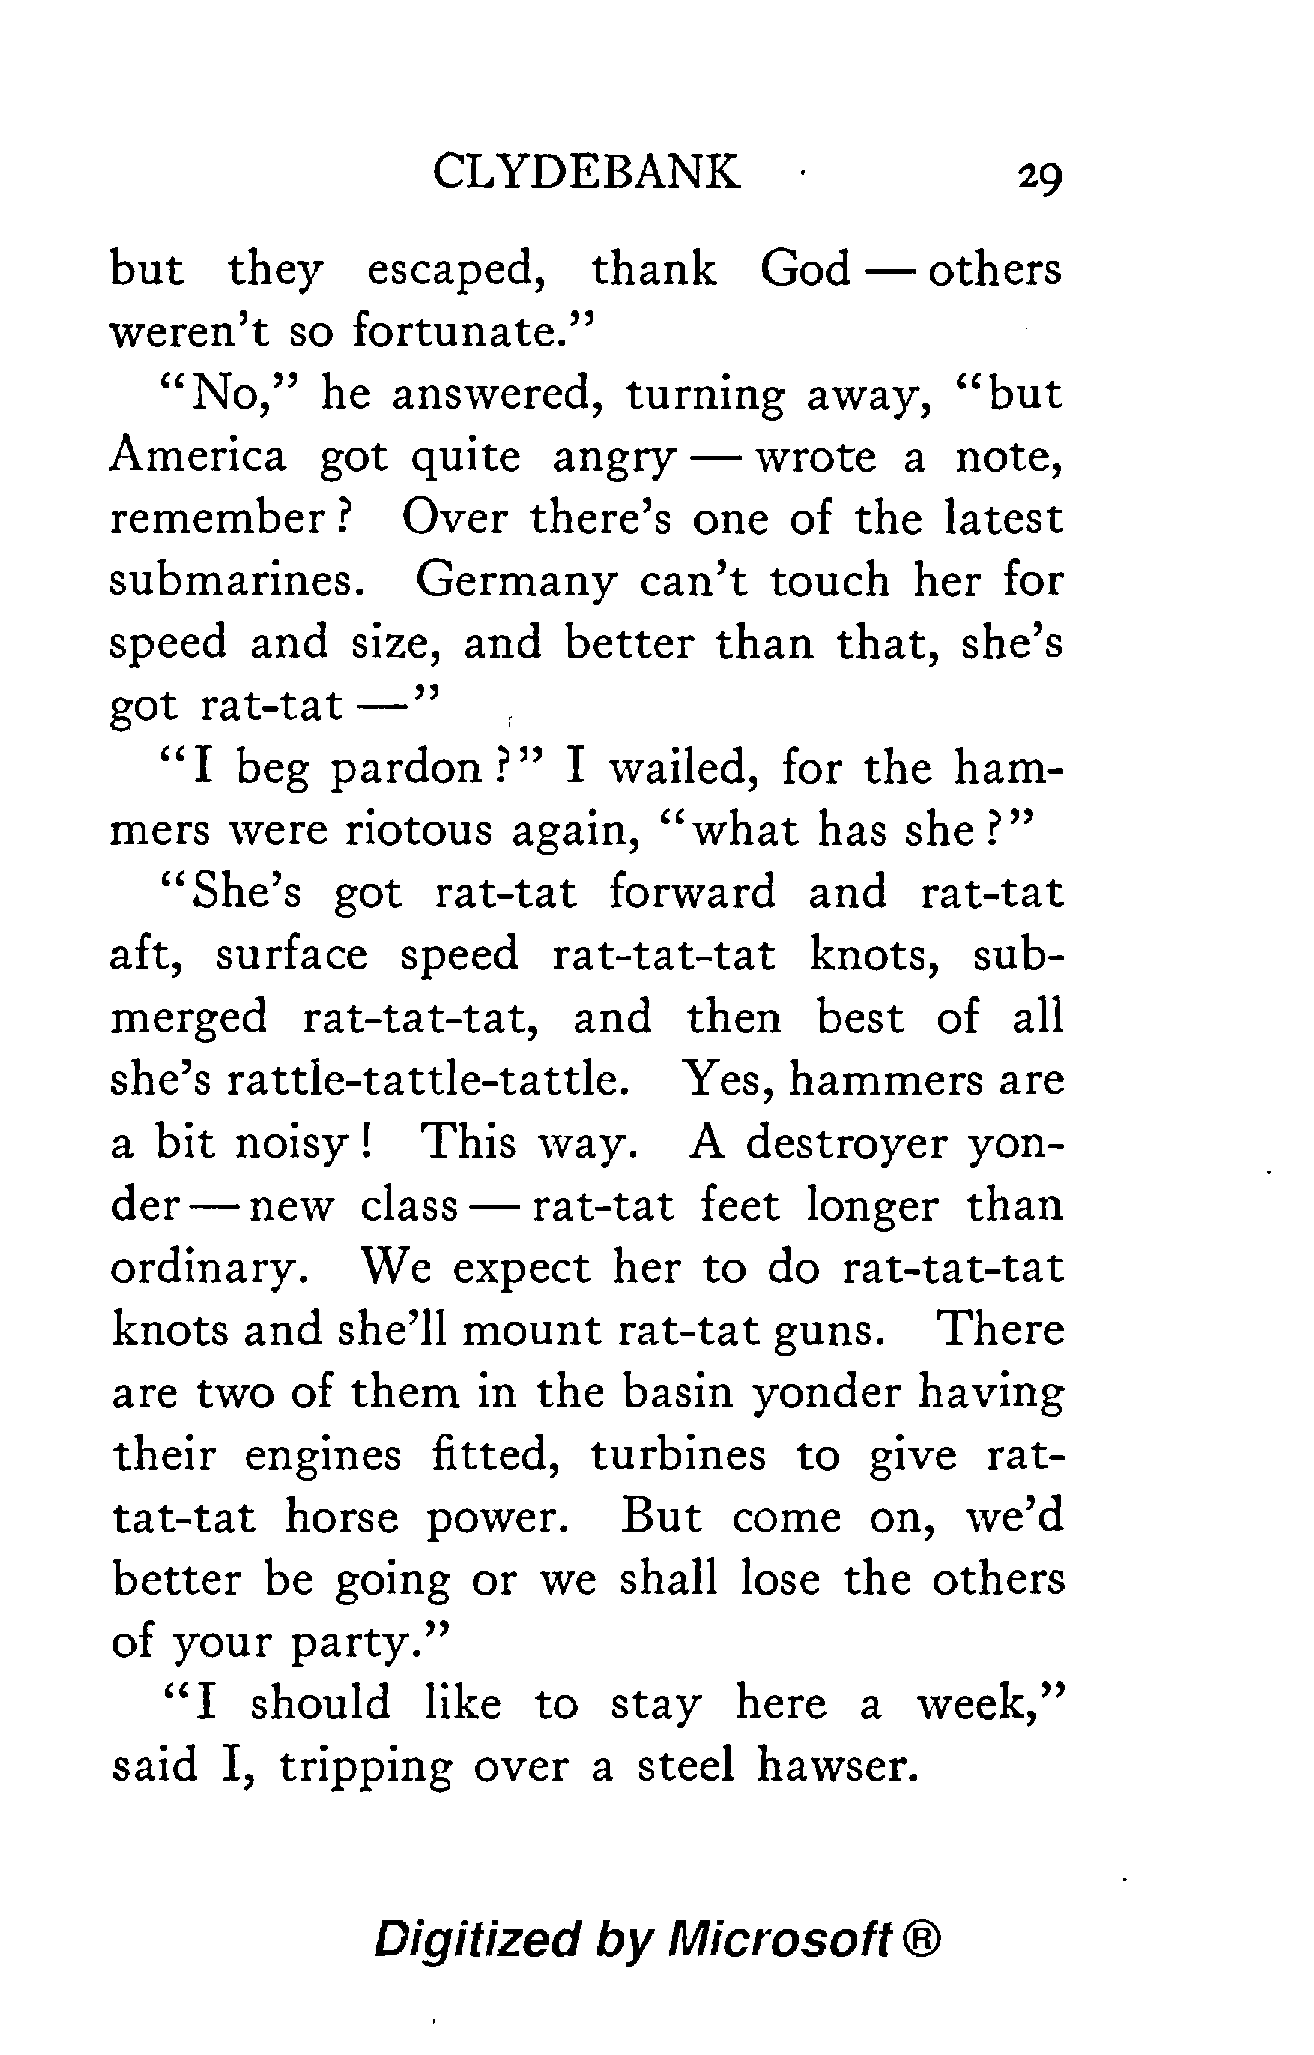 CLYDEBANK 29
but they escaped, thank God — others
weren't so fortunate."
"No," he answered, turning away, "but
America got quite angry — wrote a note,
remember? Over there's one of the latest
submarines. Germany can't touch her for
speed and size, and better than that, she's
got rat-tat —"
"I beg pardon?" I wailed, for the ham-
mers were riotous again, "what has she?"
"She's got rat-tat forward and rat-tat
aft, surface speed rat-tat-tat knots, sub-
merged rat-tat-tat, and then best of all
she's rattle-tattle-tattle. Yes, hammers are
a bit noisy! This way. A destroyer yon-
der — new class — rat-tat feet longer than
ordinary. We expect her to do rat-tat-tat
knots and she'll mount rat-tat guns. There
are two of them in the basin yonder having
their engines fitted, turbines to give rat-
tat-tat horse power. But come on, we'd
better be going or we shall lose the others
of your party."
"I should like to stay here a week,"
said I, tripping over a steel hawser.
Digitized by Microsoft ®